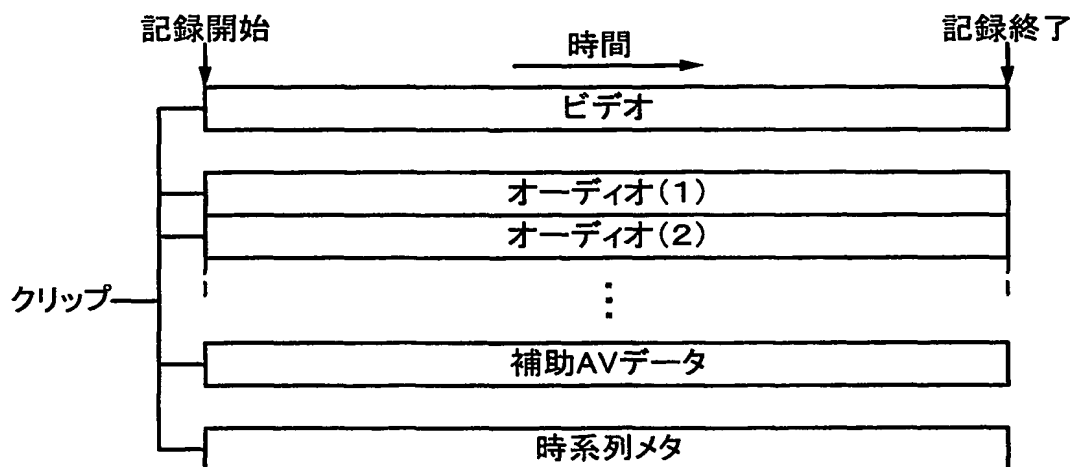 記録開始
時間
記録終了
ビデオ
オーディオ(1)
オーディオ(2)
クリップ
補助AVデータ
時系列メタ